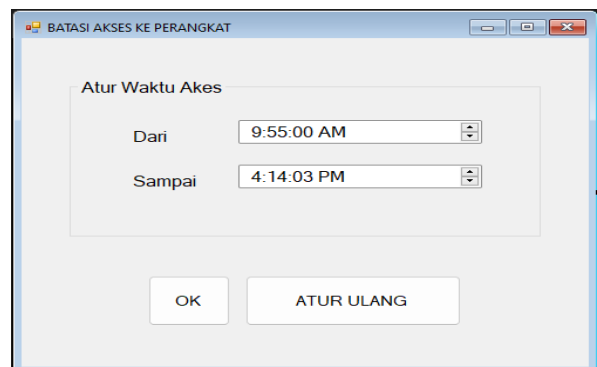 BATASI AKSES KE PERANGKAT
Atur Waktu Akes
Dari 9:55:00 AM
Sampai 4:14:03 PM
OK ATUR ULANG